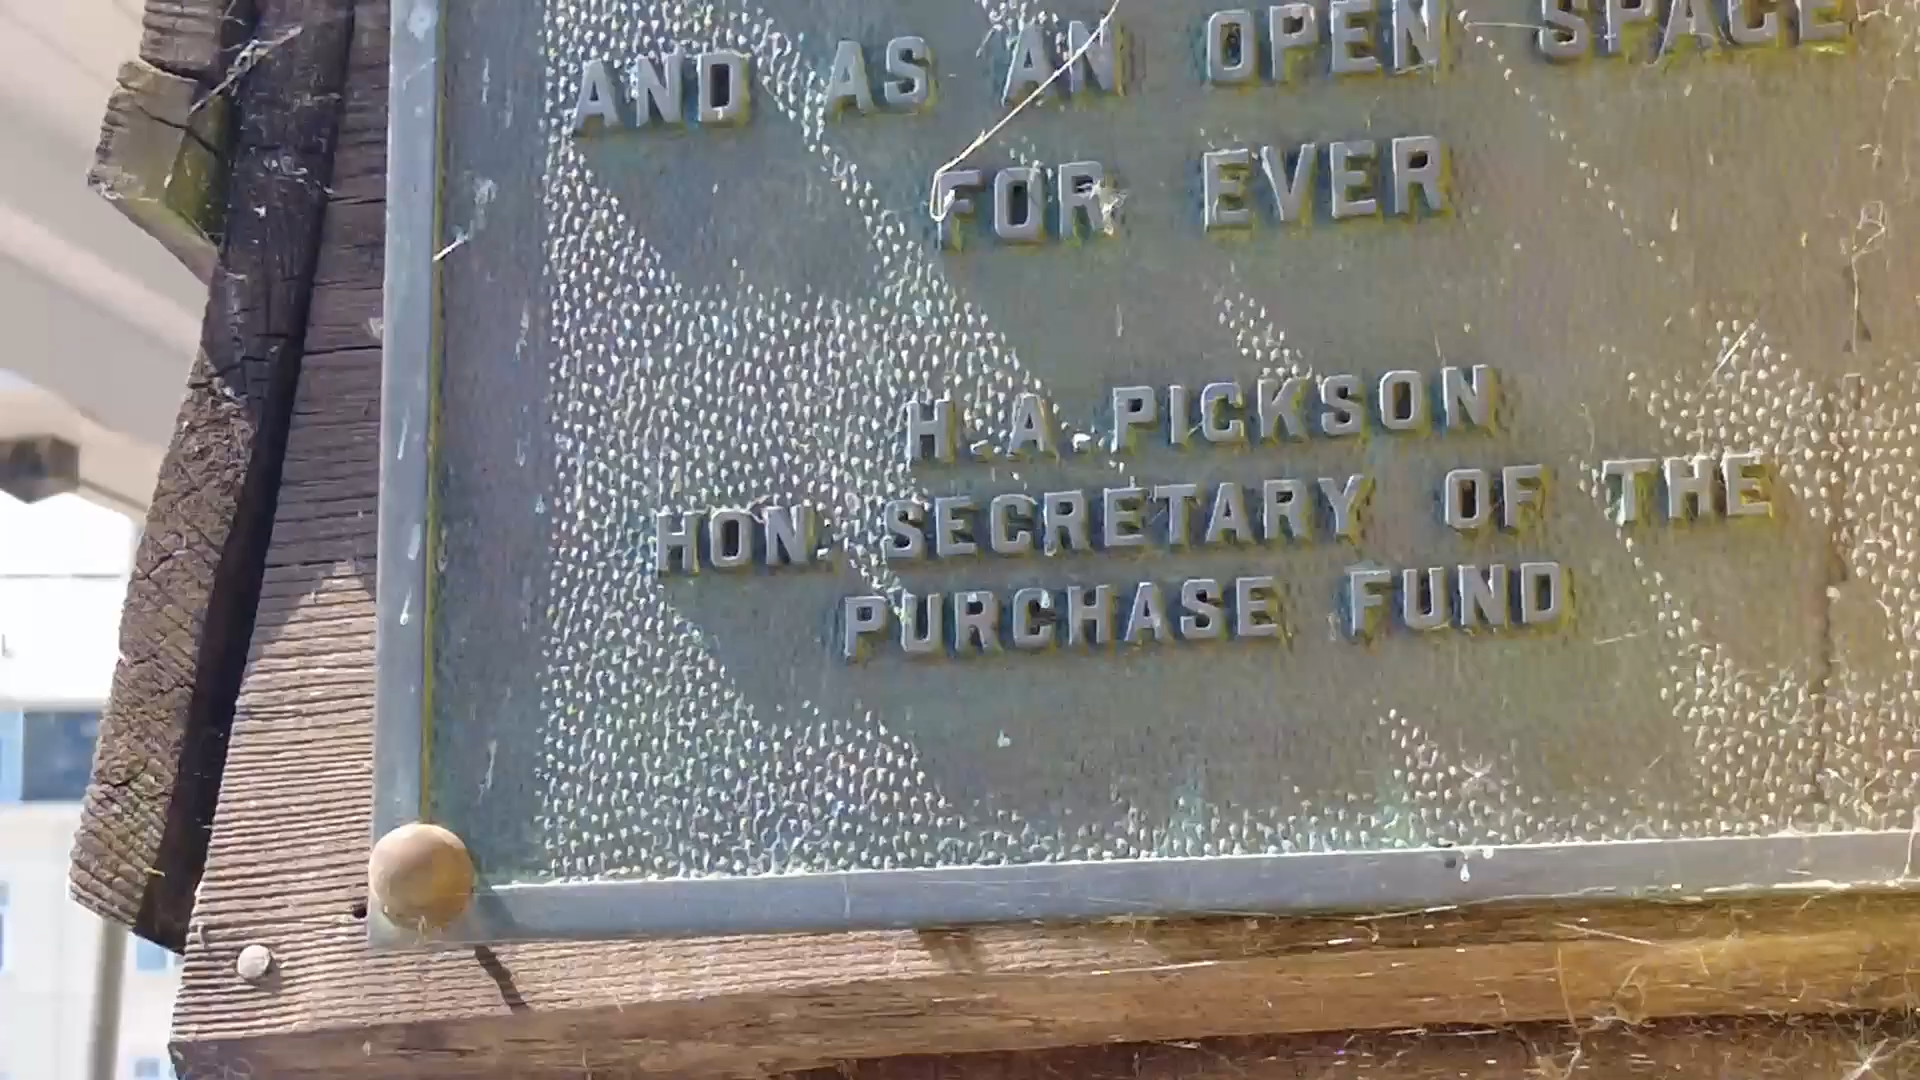 AND AS AN OPEN SPACE
FOR EVER
H.A.PICKSON
HON. SECRETARY OF THE
PURCHASE FUND